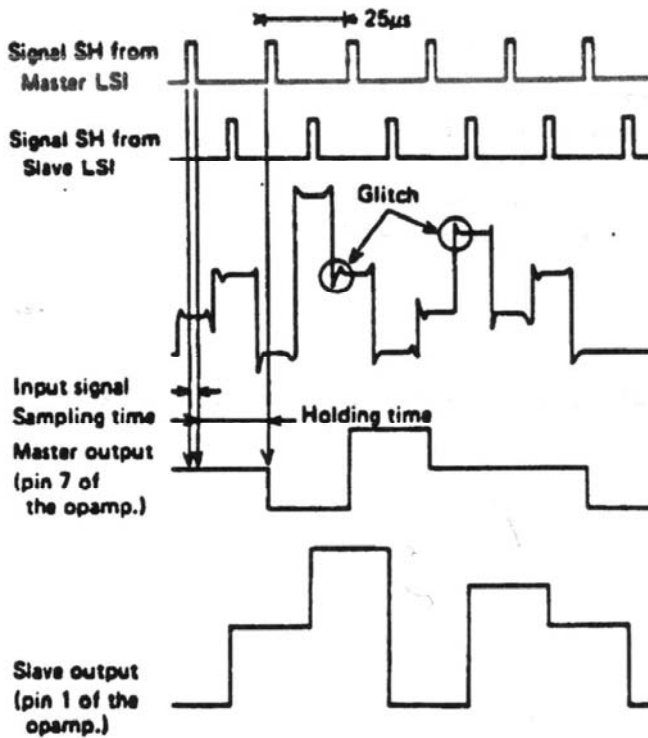 25µs
Signal SH from
Master LSI
Signal SH from
Slave LSI
Glitch
Input signal
Sampling time
Holding time
Master output
(pin 7 of
the opamp.)
Slave output
(pin 1 of the
opamp.)